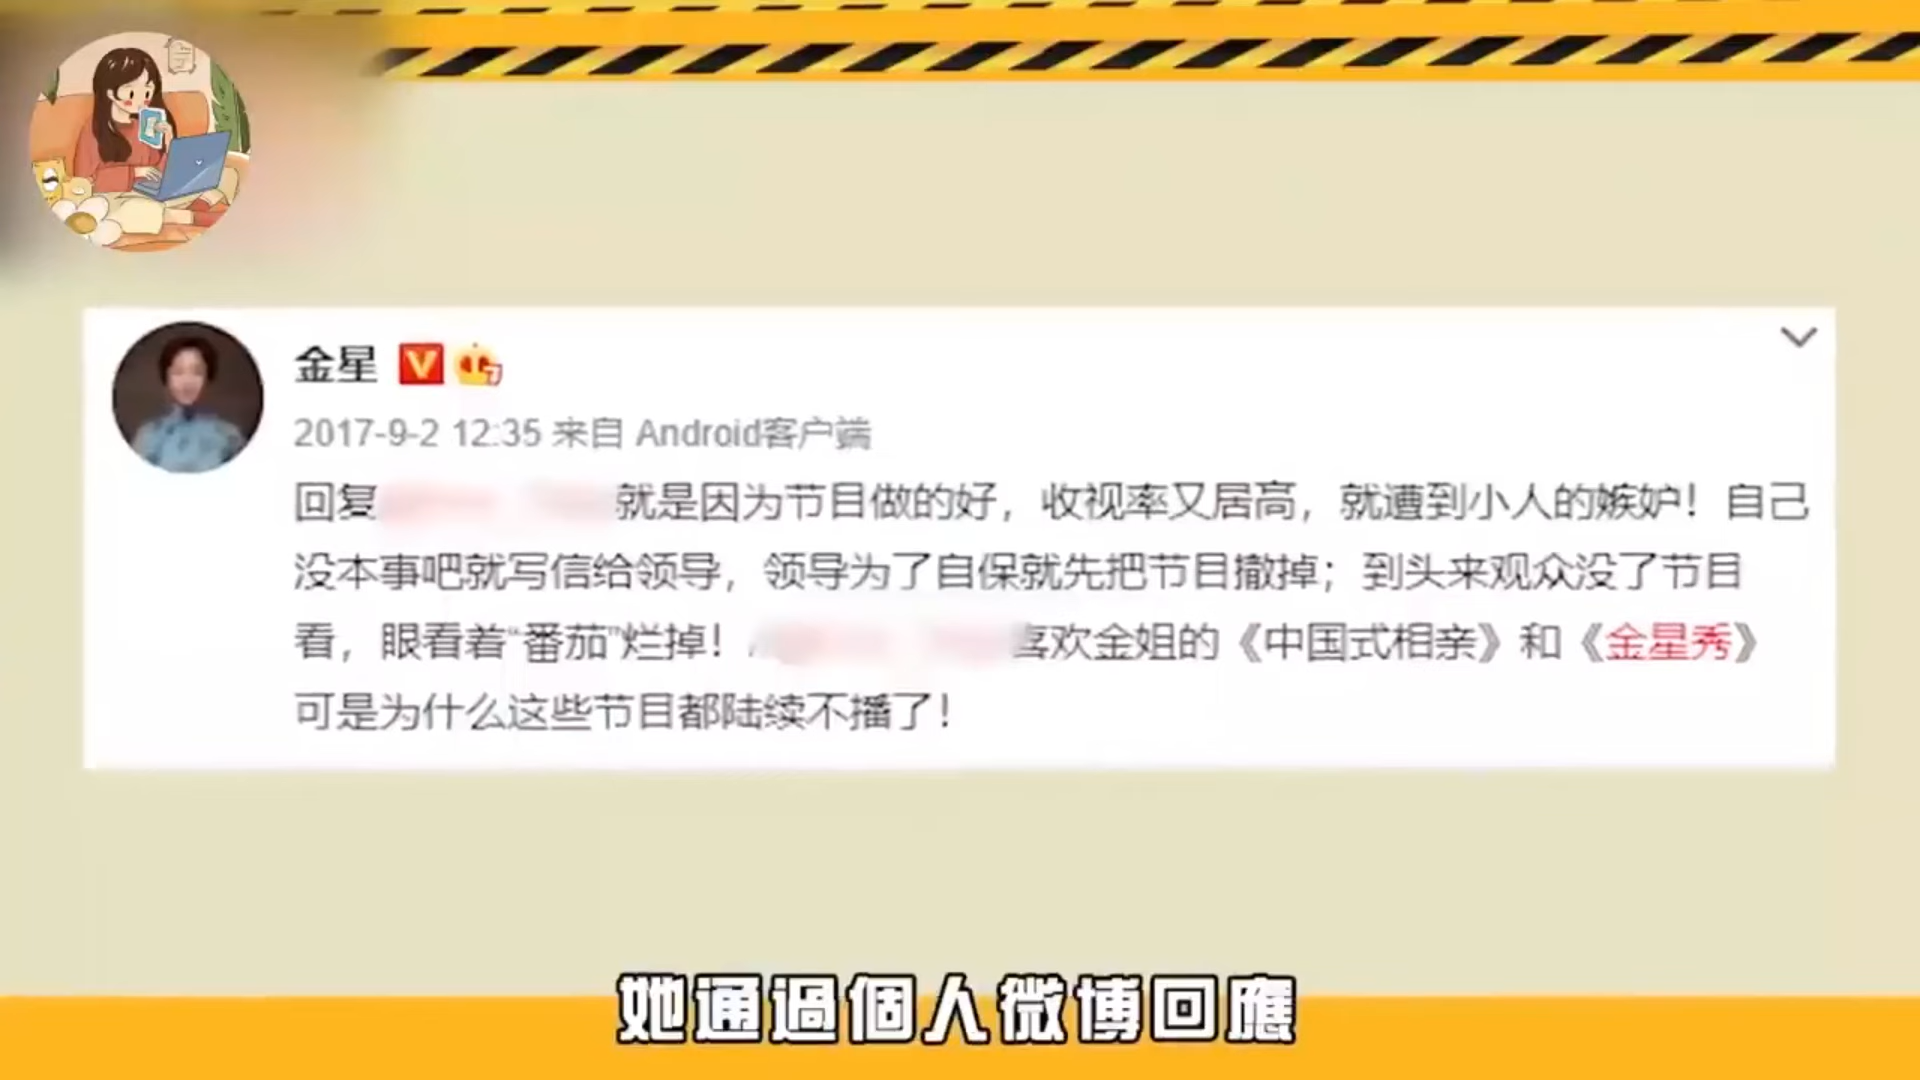 金星
2017-9-2 12:35 来自 Android客户端
回复 就是因为节目做的好，收视率又居高，就遭到小人的嫉妒！自己
没本事吧就写信给领导，领导为了自保就先把节目撤掉；到头来观众没了节目
看，眼看着“番茄”烂掉！ 喜欢金姐的《中国式相亲》和《金星秀》
可是为什么这些节目都陆续不播了！
她通過個人微博回應